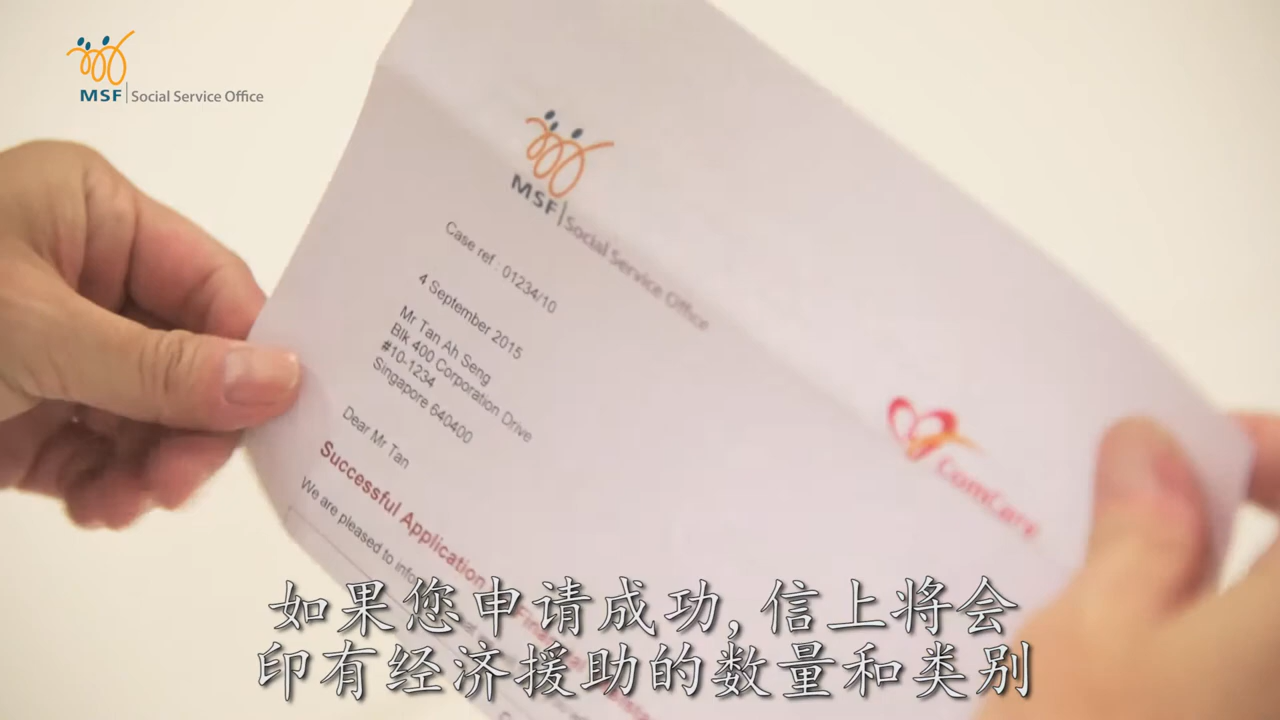 MSF | Social Service Office
MSF | Social Service Office
Case ref : 01234/10
4 September 2015
Mr Tan Ah Seng
Blk 400 Corporation Drive
#10-1234
Singapore 640400
ComCare
Dear Mr Tan
Successful Application
We are pleased to
如果您申请成功, 信上将会
印有经济援助的数量和类别